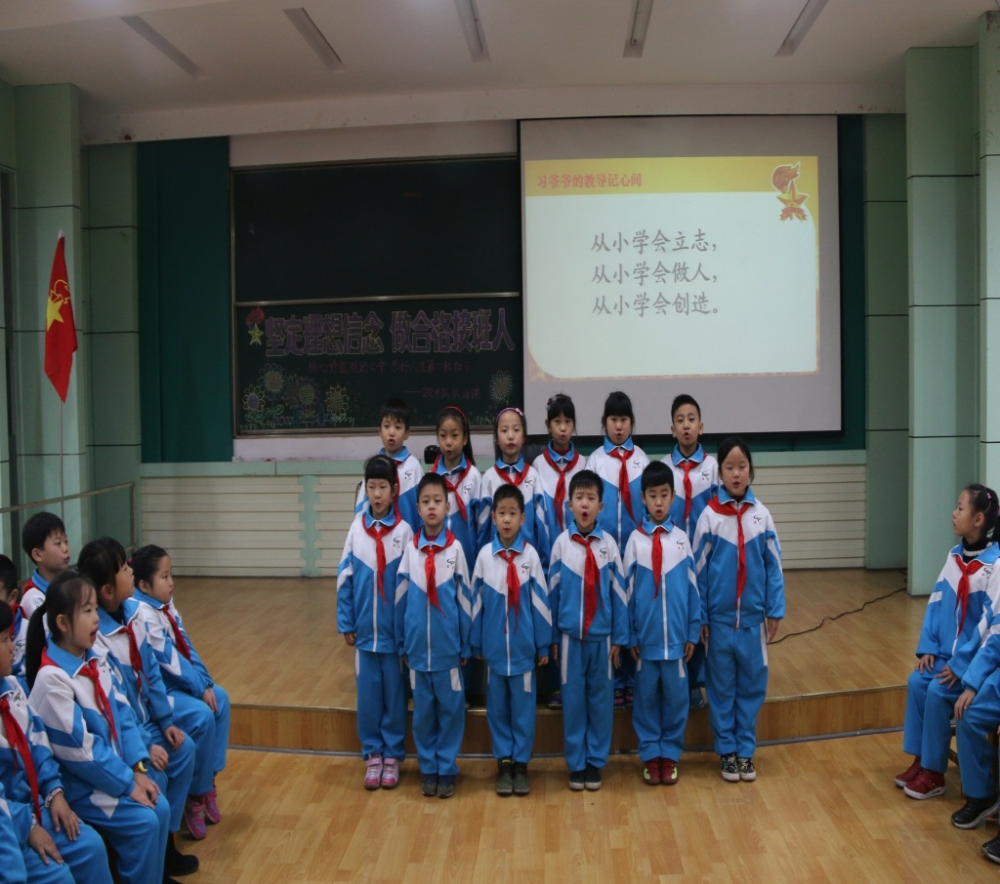 习爷爷的教导记心间
从小学会立志，
从小学会做人，
从小学会创造。
坚定理想信念 做合格接班人